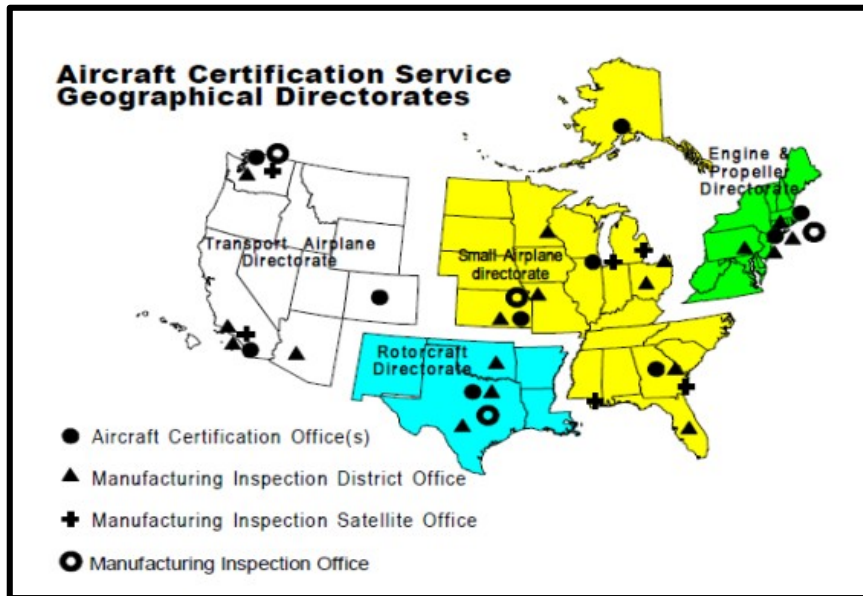 Aircraft Certification Service
Geographical Directorates
Engine &
Propeller
Directorate
Transport Airplane
Directorate
Small Airplane
directorate
Rotorcraft
Directorate
Aircraft Certification Office(s)
Manufacturing Inspection District Office
Manufacturing Inspection Satellite Office
Manufacturing Inspection Office